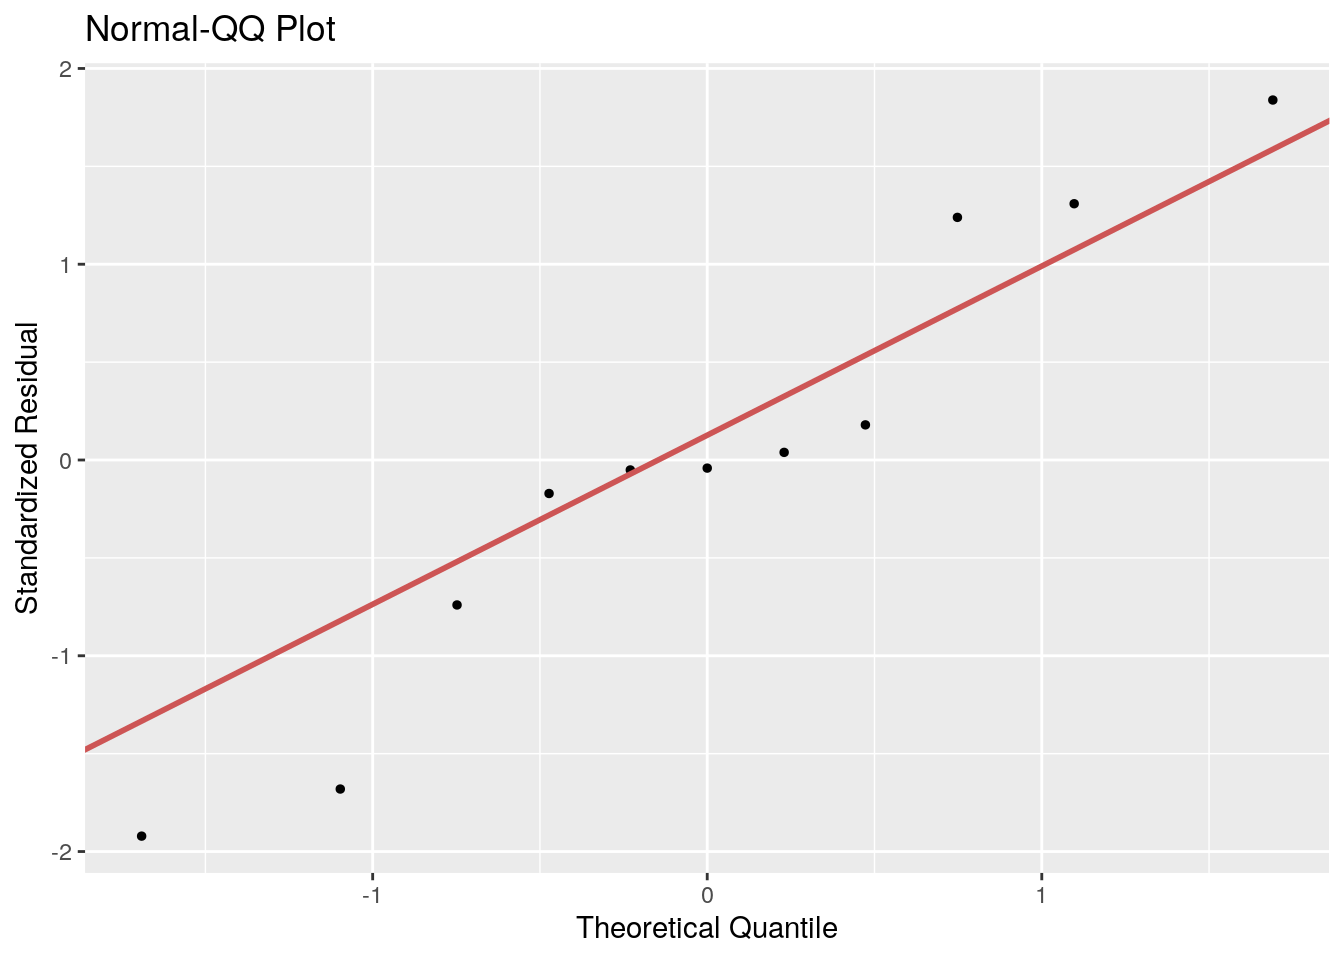 Normal-QQ Plot
2
1
0
-1
-2
Standardized Residual
-1 0 1
Theoretical Quantile